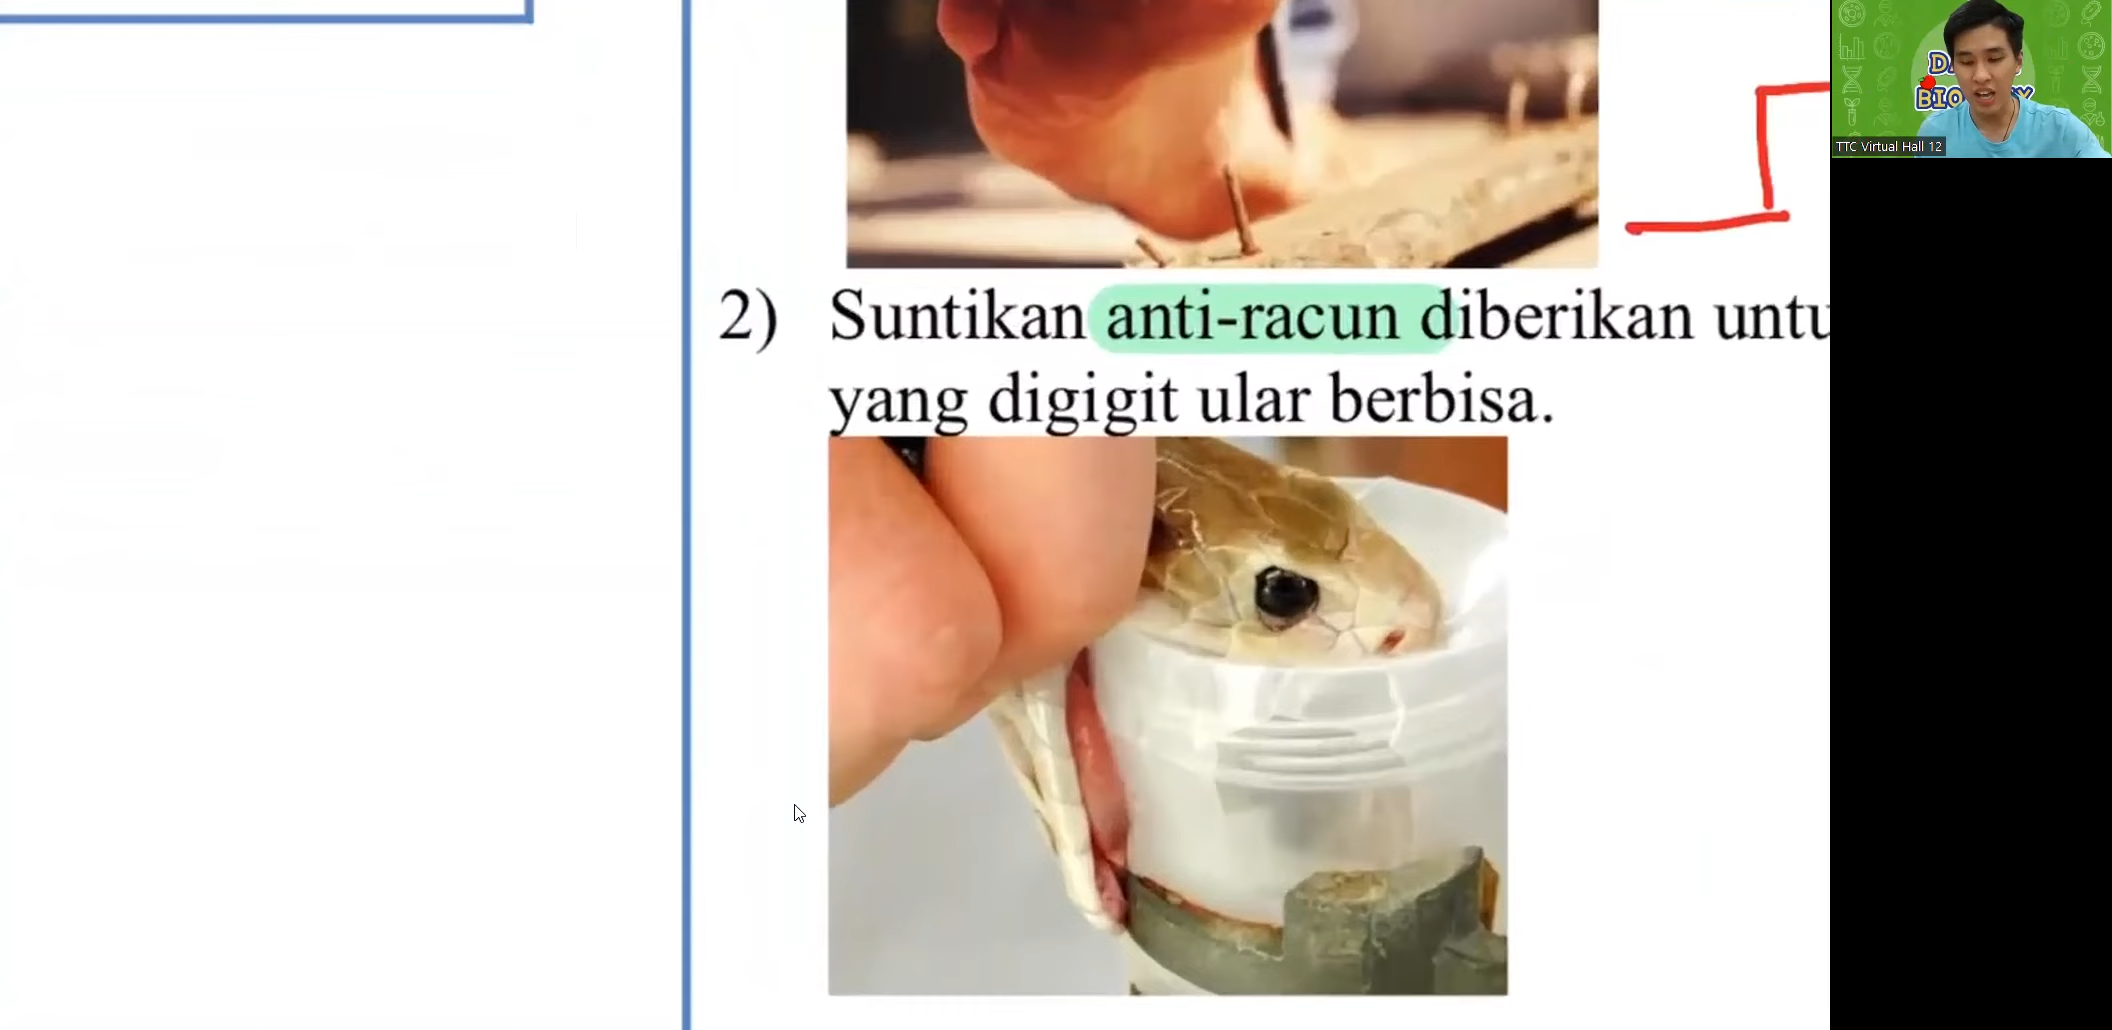 2) Suntikan anti-racun diberikan untu
yang digigit ular berbisa.
TTC Virtual Hall 12